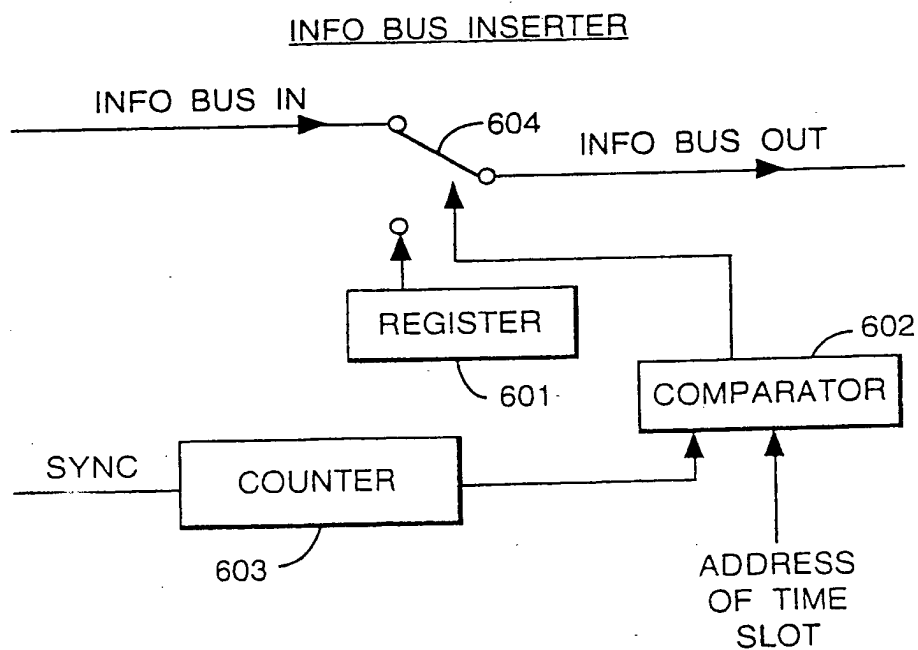 INFO BUS INSERTER
INFO BUS IN
604
INFO BUS OUT
REGISTER
601
602
COMPARATOR
SYNC
COUNTER
603
ADDRESS
OF TIME
SLOT